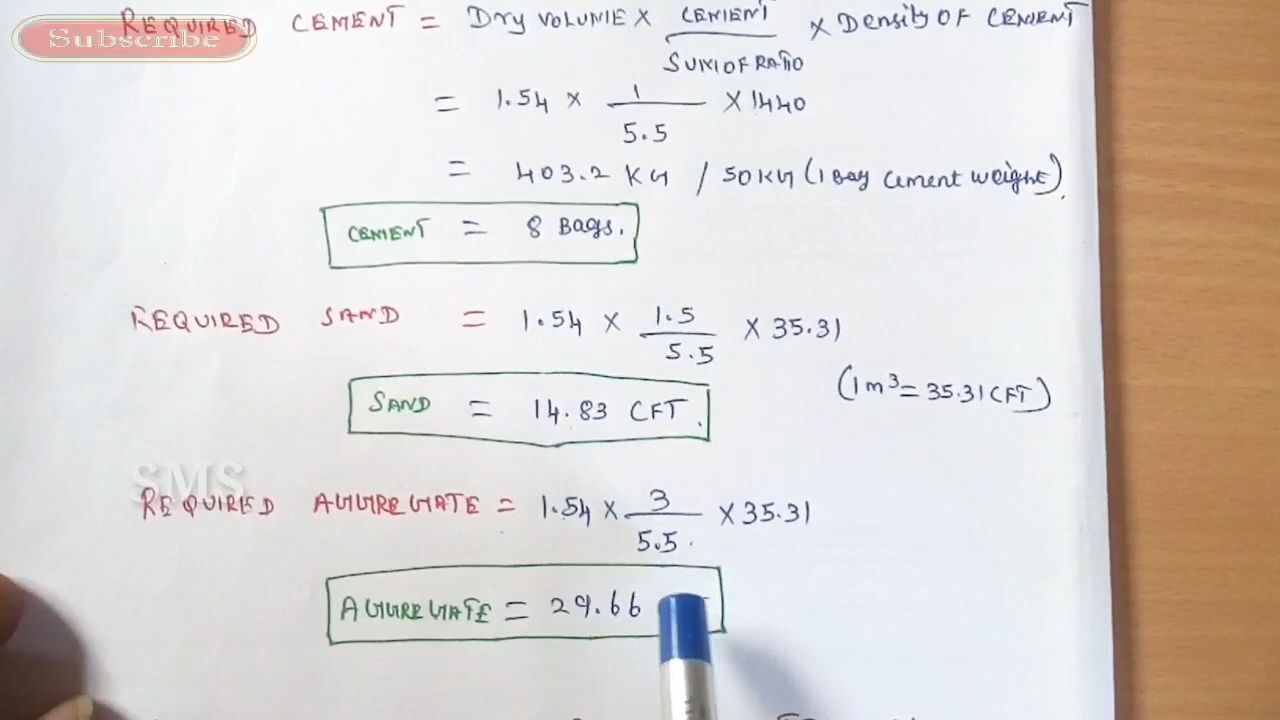 Subscribe
REQUIRED CEMENT = Dry VOLUME × CEMENT / SUM OF RATIO × Density OF CEMENT
= 1.54 × 1 / 5.5 × 1440
= 403.2 KG / 50KG (1 Bag cement weight).
CEMENT = 8 Bags.
REQUIRED SAND = 1.54 × 1.5 / 5.5 × 35.31
(1m³ = 35.31 CFT)
SAND = 14.83 CFT.
SMS
REQUIRED AGGREGATE = 1.54 × 3 / 5.5 × 35.31
AGGREGATE = 29.66